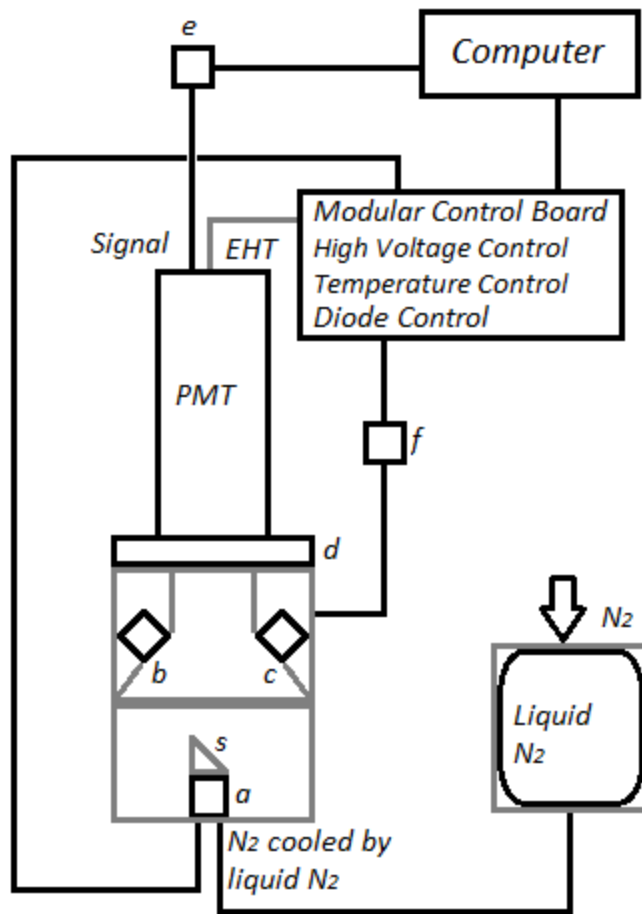 e
Computer
Modular Control Board
High Voltage Control
Temperature Control
Diode Control
Signal
EHT
PMT
f
d
b
c
N2
Liquid
N2
s
a
N2 cooled by
liquid N2